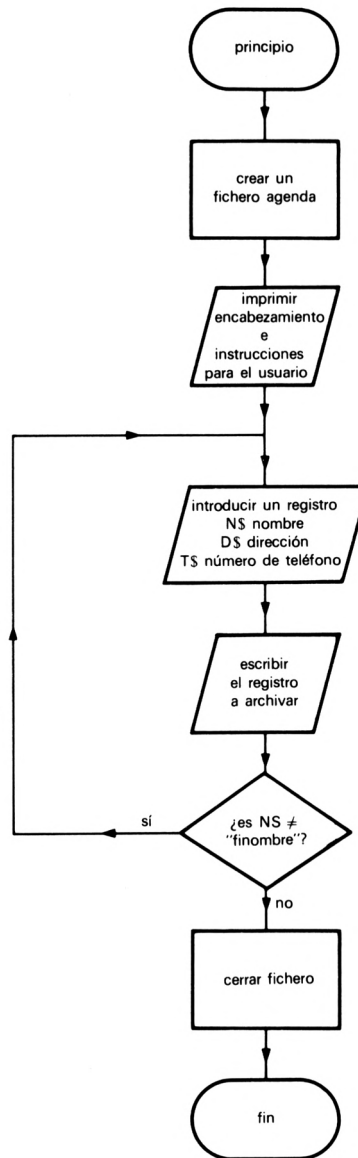 principio
crear un
fichero agenda
imprimir
encabezamiento
e
instrucciones
para el usuario
introducir un registro
N$ nombre
D$ dirección
T$ número de teléfono
escribir
el registro
a archivar
¿es NS ≠
"finombre"?
sí
no
cerrar fichero
fin